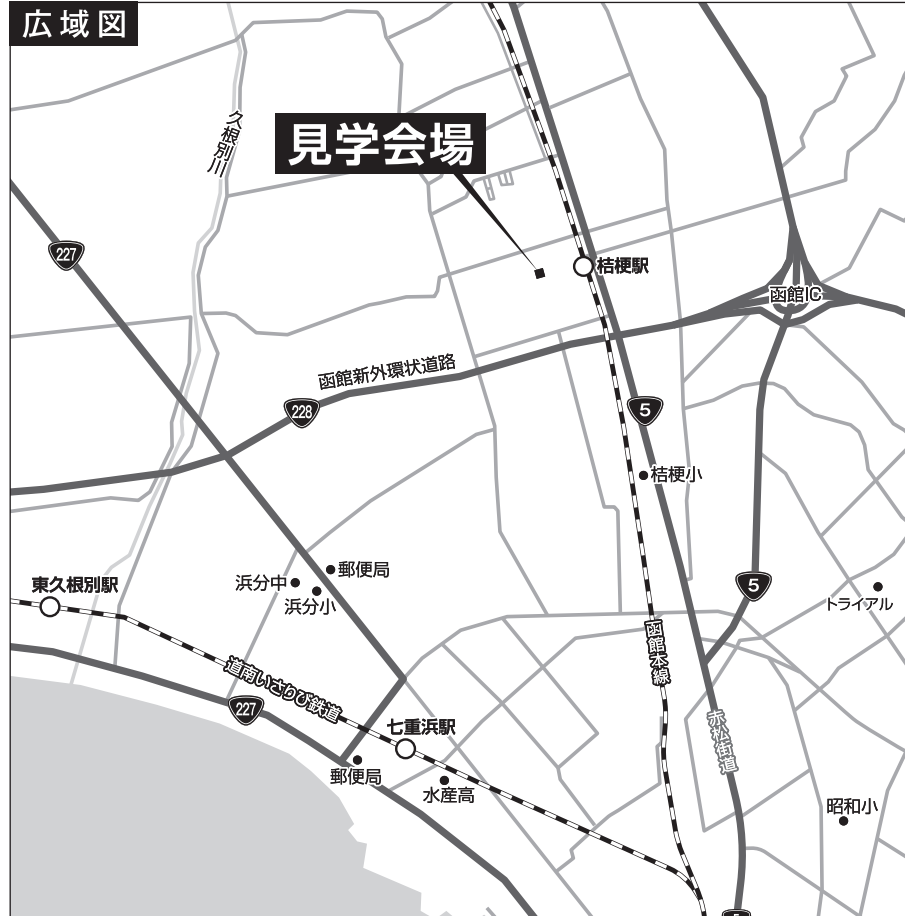 広域図
久根別川
見学会場
227
桔梗駅
函館IC
函館新外環状道路
228
5
桔梗小
郵便局
浜分中
浜分小
東久根別駅
5
トライアル
函館本線
道南いさりび鉄道
227
七重浜駅
赤松街道
郵便局
水産高
昭和小